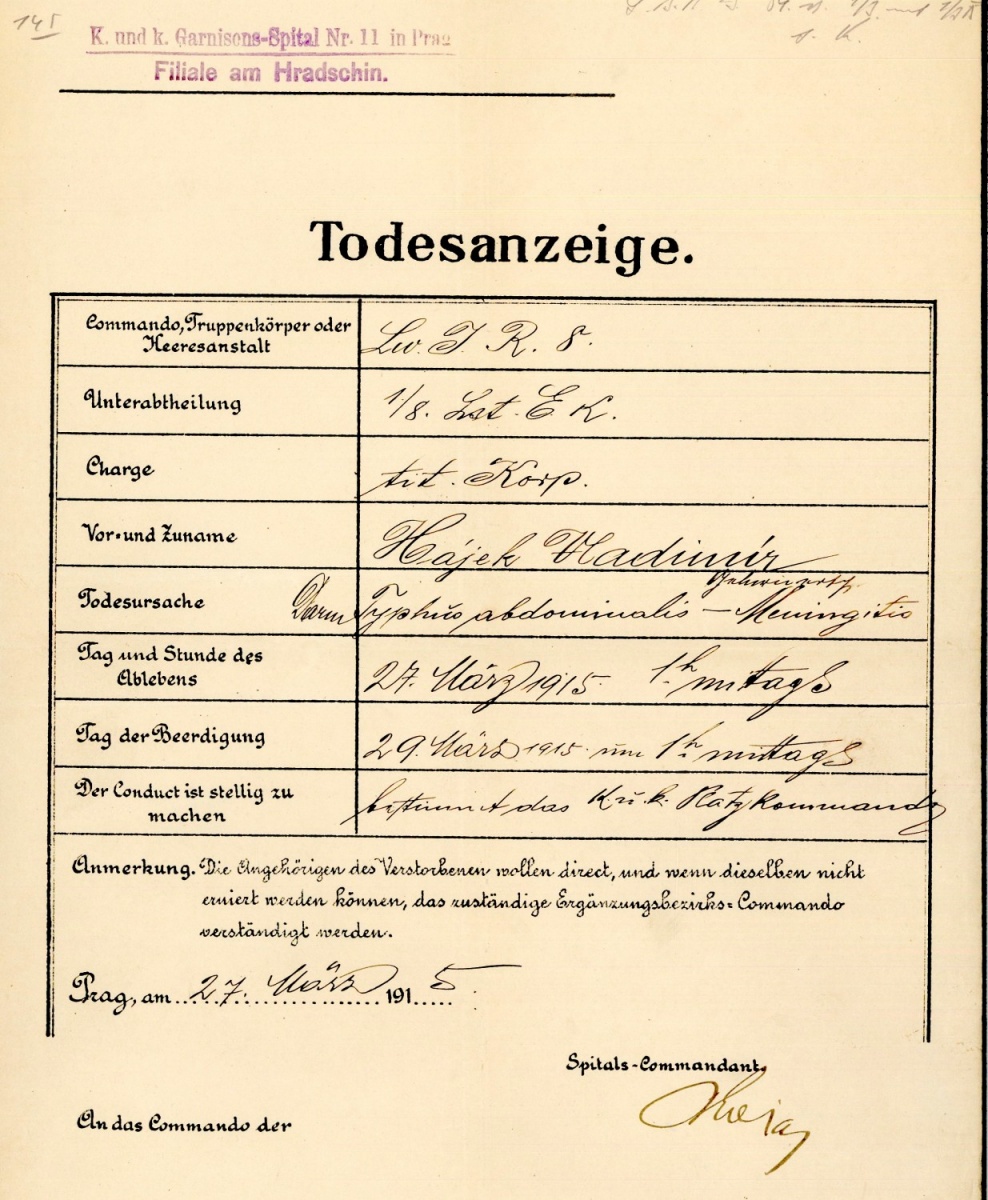 145
K. und k. Garnisons-Spital Nr. 11 in Prag
Filiale am Hradschin.
Todesanzeige.
Commando, Truppenkörper oder Heeresanstalt
Lw. I. R. 8.
Unterabtheilung
1/8. Lst. E. K.
Charge
tit. Korp.
Vor- und Zuname
Hájek Vladimír
Todesursache
Darm Typhus abdominalis — Meningitis
Tag und Stunde des Ablebens
27. März 1915. 1h mittags
Tag der Beerdigung
29. März 1915 um 1h mittags
Der Conduct ist stellig zu machen
bestimmt das K.u.k. Platzkommando
Anmerkung. Die Angehörigen des Verstorbenen wollen direct, und wenn dieselben nicht
eruiert werden können, das zuständige Ergänzungsbezirks-Commando
verständigt werden.
Prag, am 27. März 1915
Spitals-Commandant.
An das Commando der